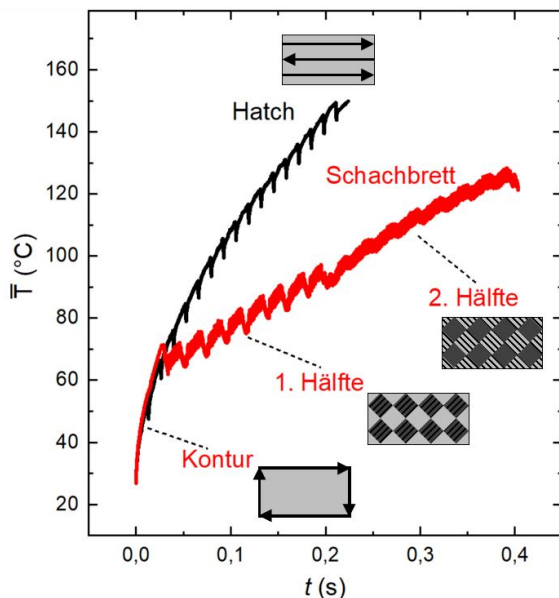 160
140
120
100
80
60
40
20
T̿ (°C)
Hatch
Schachbrett
2. Hälfte
1. Hälfte
Kontur
0,0 0,1 0,2 0,3 0,4
t (s)